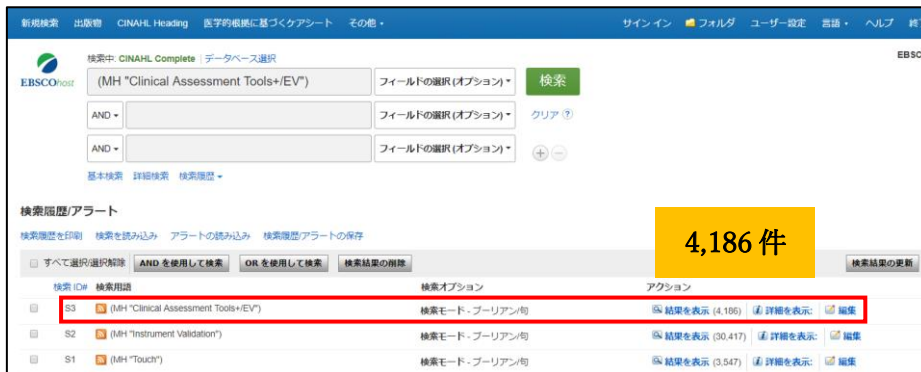 新規検索 出版物 CINAHL Heading 医学的根拠に基づくケアシート その他 サインイン フォルダ ユーザー設定 言語 ヘルプ
検索中: CINAHL Complete データベース選択
EBSCOhost
(MH "Clinical Assessment Tools+/EV") フィールドの選択 (オプション) 検索
AND フィールドの選択 (オプション) クリア ?
AND フィールドの選択 (オプション) + −
基本検索 詳細検索 検索履歴
検索履歴/アラート
検索履歴を印刷 検索を読み込み アラートの読み込み 検索履歴/アラートの保存
4,186 件
すべて選択/選択解除 AND を使用して検索 OR を使用して検索 検索結果の削除 検索結果の更新
検索 ID# 検索用語 検索オプション アクション
S3 (MH "Clinical Assessment Tools+/EV") 検索モード - ブーリアン/句 結果を表示 (4,186) 詳細を表示: 編集
S2 (MH "Instrument Validation") 検索モード - ブーリアン/句 結果を表示 (30,417) 詳細を表示: 編集
S1 (MH "Touch") 検索モード - ブーリアン/句 結果を表示 (3,547) 詳細を表示: 編集